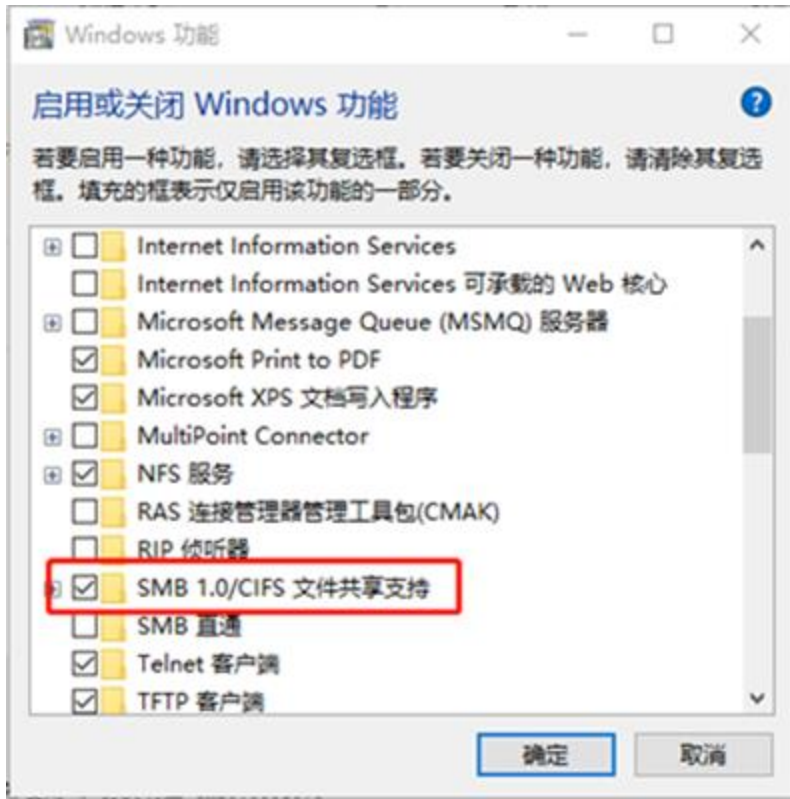 Windows 功能
启用或关闭 Windows 功能
若要启用一种功能，请选择其复选框。若要关闭一种功能，请清除其复选
框。填充的框表示仅启用该功能的一部分。
Internet Information Services
Internet Information Services 可承载的 Web 核心
Microsoft Message Queue (MSMQ) 服务器
Microsoft Print to PDF
Microsoft XPS 文档写入程序
MultiPoint Connector
NFS 服务
RAS 连接管理器管理工具包(CMAK)
RIP 侦听器
SMB 1.0/CIFS 文件共享支持
SMB 直通
Telnet 客户端
TFTP 客户端
确定 取消